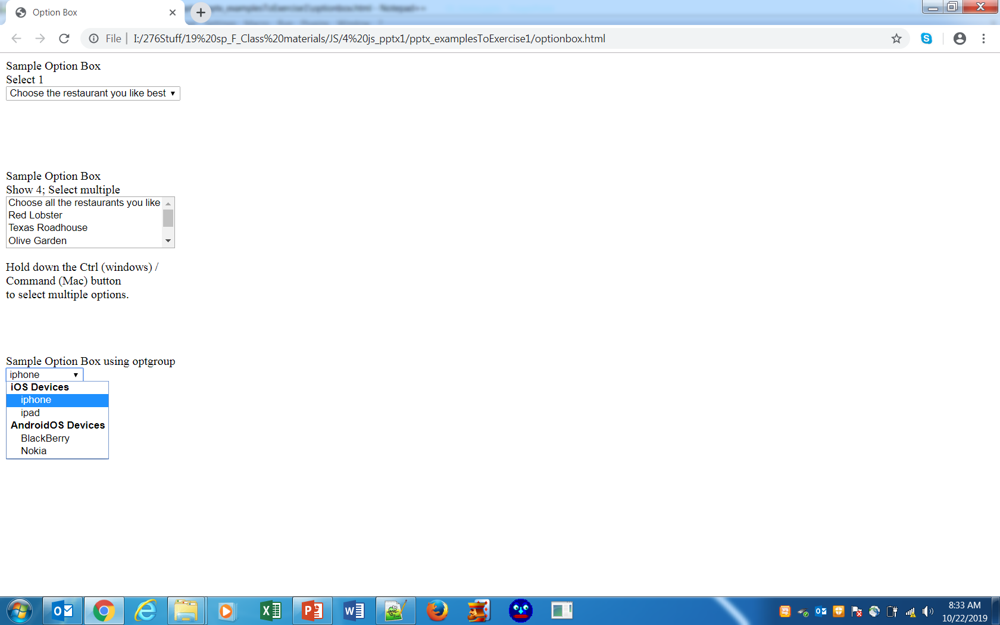 Option Box
File | I:/276Stuff/19%20sp_F_Class%20materials/JS/4%20js_pptx1/pptx_examplesToExercise1/optionbox.html
Sample Option Box
Select 1
Choose the restaurant you like best
Sample Option Box
Show 4; Select multiple
Choose all the restaurants you like
Red Lobster
Texas Roadhouse
Olive Garden
Hold down the Ctrl (windows) /
Command (Mac) button
to select multiple options.
Sample Option Box using optgroup
iphone
iOS Devices
iphone
ipad
AndroidOS Devices
BlackBerry
Nokia
8:33 AM
10/22/2019